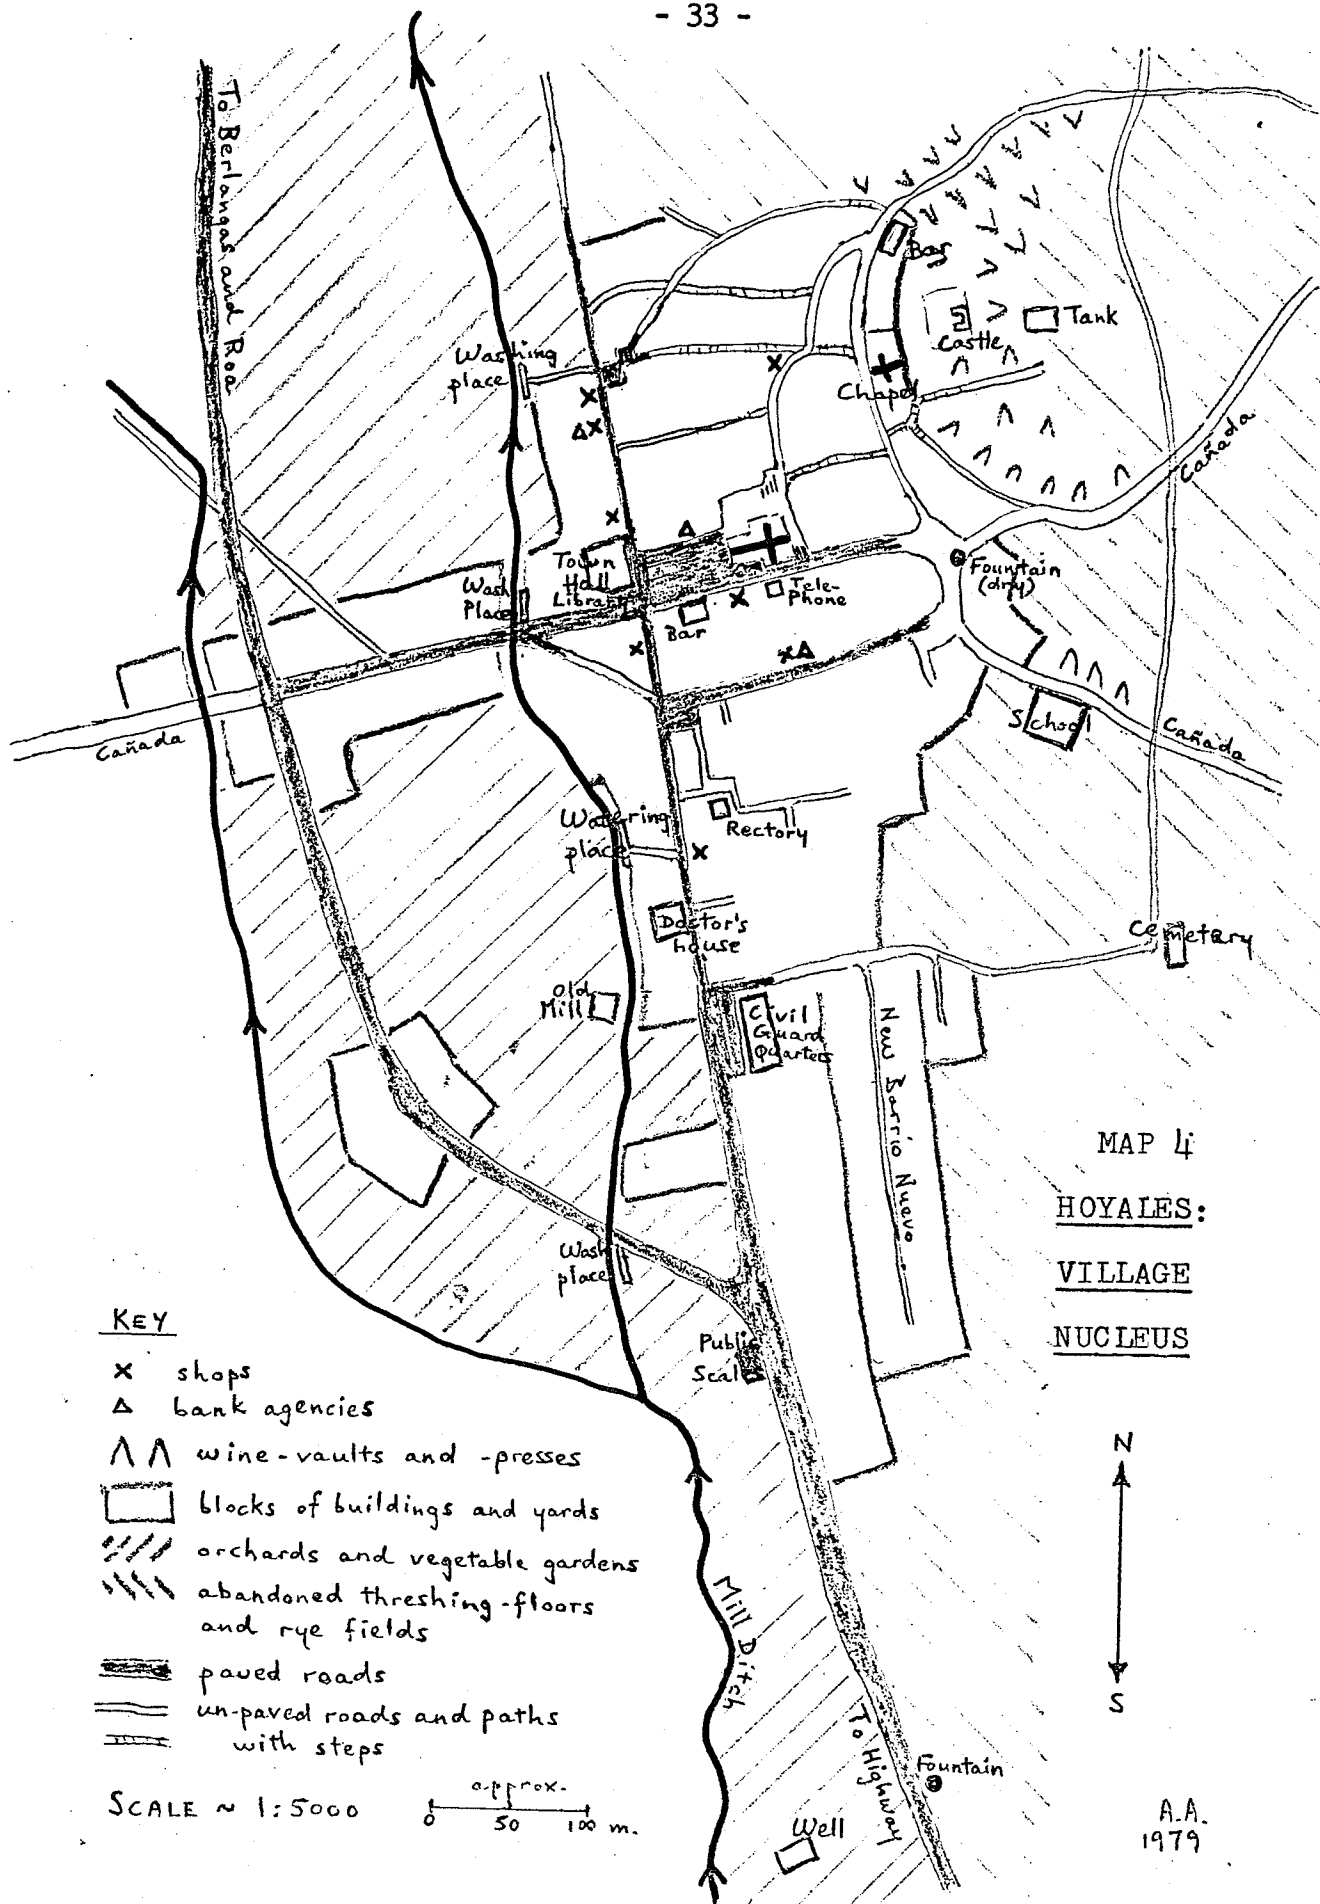 - 33 -
To Berlangas and Roa
Bar
Tank
Castle
Washing
place
Chapel
Cañada
Town
Hall
Library
Fountain
(dry)
Wash
Place
Tele-
Phone
Bar
School
Cañada
Cañada
Watering
place
Rectory
Doctor's
house
Cemetery
Old
Mill
Civil
Guard
Quarters
New Barrio Nuevo
MAP 4
HOYALES:
VILLAGE
NUCLEUS
Wash
place
Public
Scale
KEY
x shops
△ bank agencies
wine-vaults and -presses
blocks of buildings and yards
orchards and vegetable gardens
abandoned threshing-floors
and rye fields
paved roads
un-paved roads and paths
with steps
SCALE ~ 1:5000
approx.
0 50 100 m.
N
S
Mill Ditch
To Highway
Fountain
Well
A.A.
1979